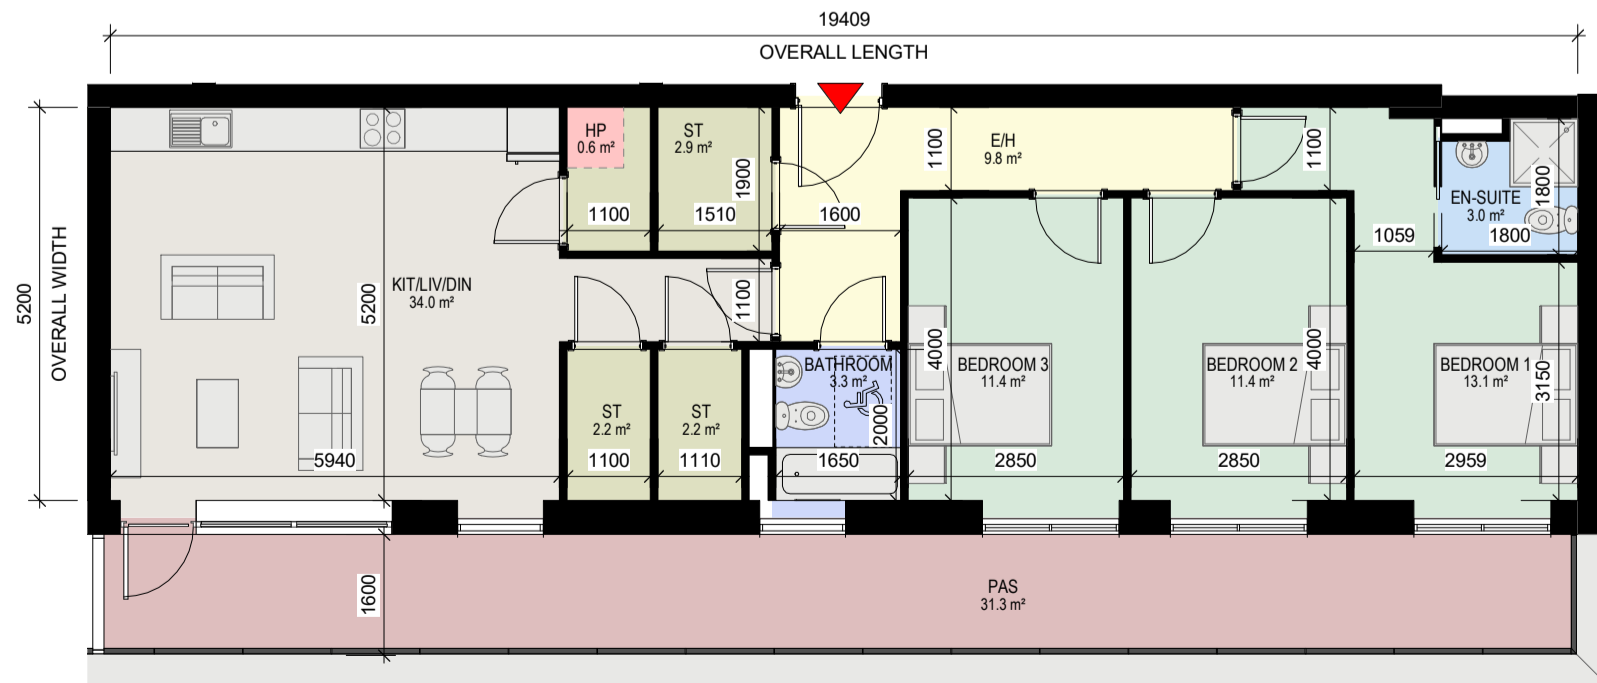 19409
OVERALL LENGTH
5200
OVERALL WIDTH
HP
0.6 m²
ST
2.9 m²
1900
1100
1510
1600
1100
E/H
9.8 m²
1100
EN-SUITE
3.0 m²
1800
1800
1059
KIT/LIV/DIN
34.0 m²
5200
1100
BATHROOM
3.3 m²
2000
4000
BEDROOM 3
11.4 m²
BEDROOM 2
11.4 m²
4000
BEDROOM 1
13.1 m²
3150
ST
2.2 m²
ST
2.2 m²
5940
1100
1110
1650
2850
2850
2959
1600
PAS
31.3 m²